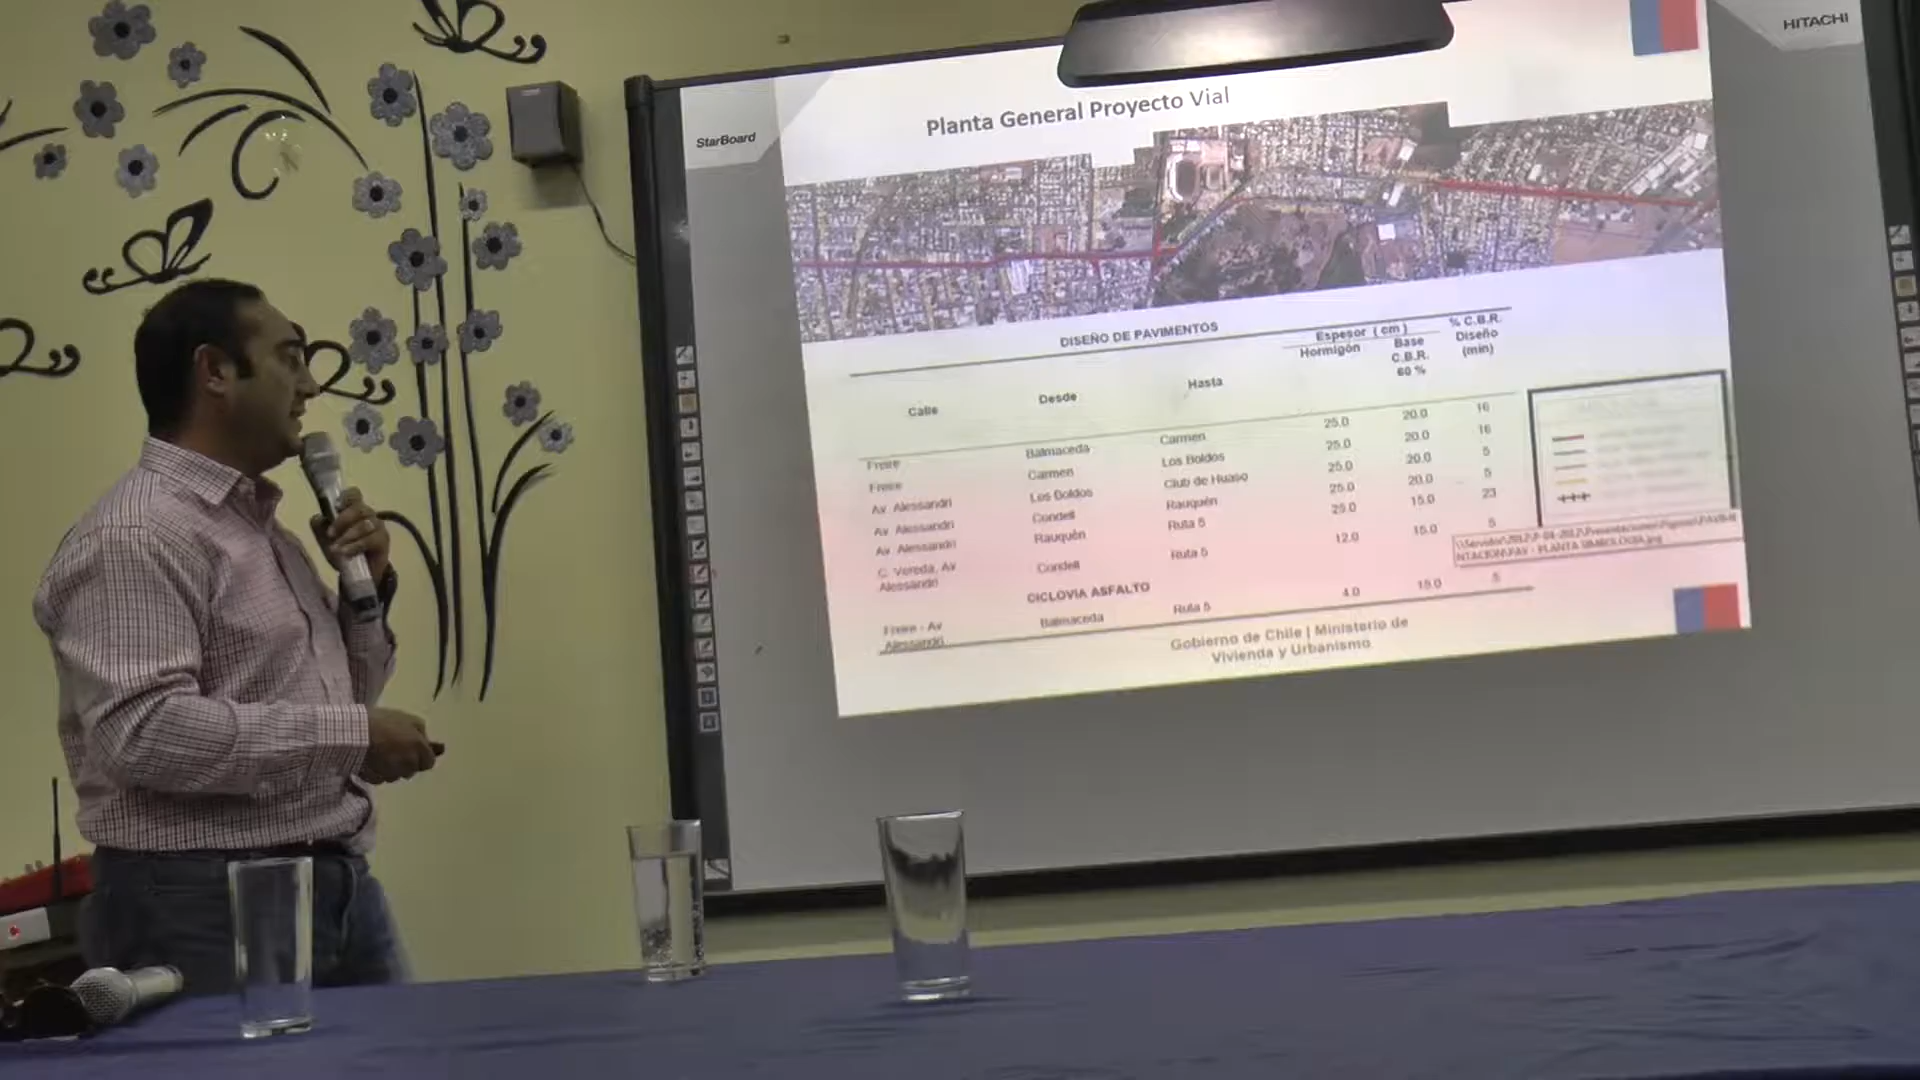 HITACHI
StarBoard
Planta General Proyecto Vial
DISEÑO DE PAVIMENTOS
Espesor ( cm )
% C.B.R. Diseño (min)
Calle Desde Hasta Hormigón Base C.B.R. 60 %
Freire Balmaceda Carmen 25.0 20.0 16
Freire Carmen Los Boldos 25.0 20.0 16
Av. Alessandri Los Boldos Club de Huaso 25.0 20.0 5
Av. Alessandri Condell Rauquén 25.0 20.0 5
Av. Alessandri Rauquén Ruta 5 25.0 15.0 23
C. Vereda, Av. Alessandri Condell Ruta 5 12.0 15.0 5
CICLOVIA ASFALTO
Freire - Av. Alessandri Balmaceda Ruta 5 4.0 15.0 5
Gobierno de Chile | Ministerio de
Vivienda y Urbanismo